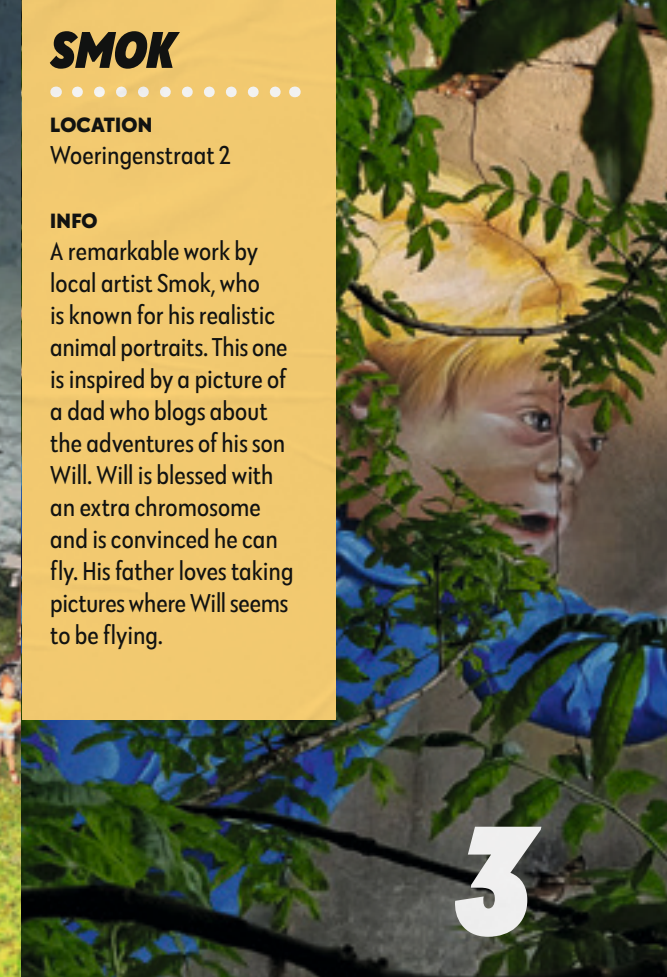 SMOK
LOCATION
Woeringenstraat 2
INFO
A remarkable work by
local artist Smok, who
is known for his realistic
animal portraits. This one
is inspired by a picture of
a dad who blogs about
the adventures of his son
Will. Will is blessed with
an extra chromosome
and is convinced he can
fly. His father loves taking
pictures where Will seems
to be flying.
3